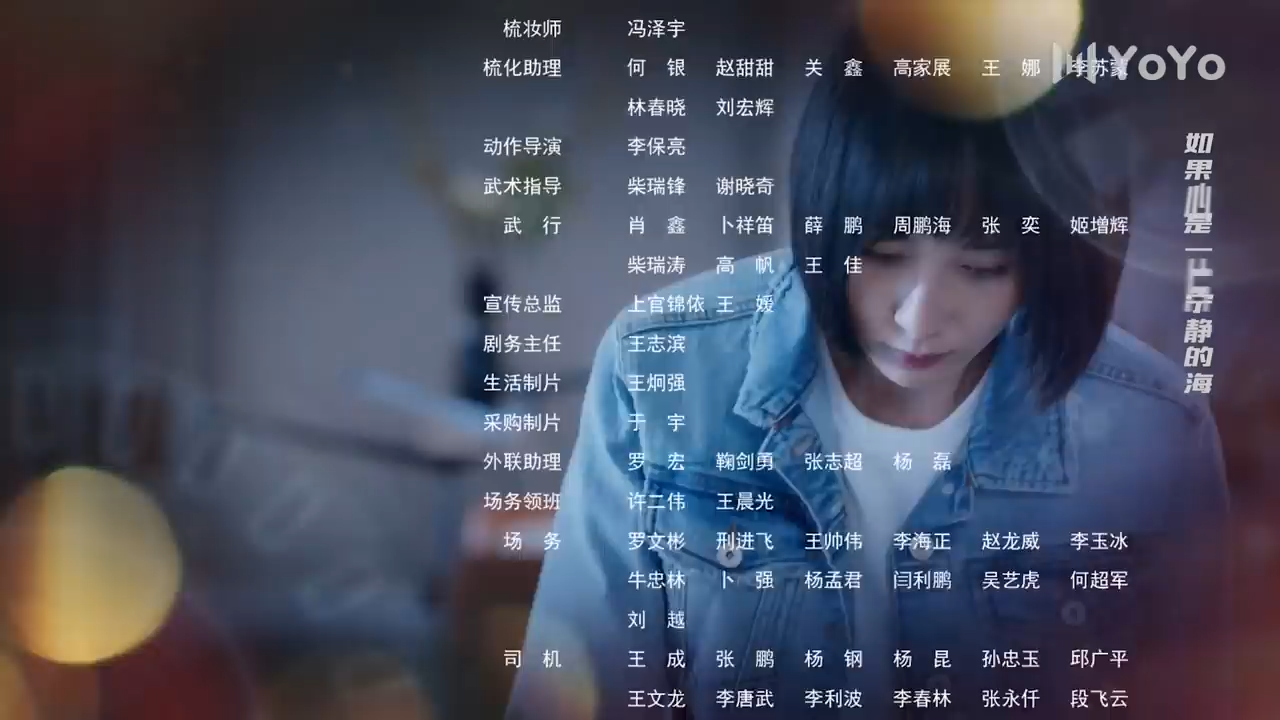 梳妆师 冯泽宇
梳化助理 何 银 赵甜甜 关 鑫 高家展 王 娜 李苏蒙
林春晓 刘宏辉
动作导演 李保亮
武术指导 柴瑞锋 谢晓奇
武 行 肖 鑫 卜祥笛 薛 鹏 周鹏海 张 奕 姬增辉
柴瑞涛 高 帆 王 佳
宣传总监 上官锦依 王 媛
剧务主任 王志滨
生活制片 王炯强
采购制片 于 宇
外联助理 罗 宏 鞠剑勇 张志超 杨 磊
场务领班 许二伟 王晨光
场 务 罗文彬 刑进飞 王帅伟 李海正 赵龙威 李玉冰
牛忠林 卜 强 杨孟君 闫利鹏 吴艺虎 何超军
刘 越
司 机 王 成 张 鹏 杨 钢 杨 昆 孙忠玉 邱广平
王文龙 李唐武 李利波 李春林 张永仟 段飞云
YoYo
如果心是一
静的海